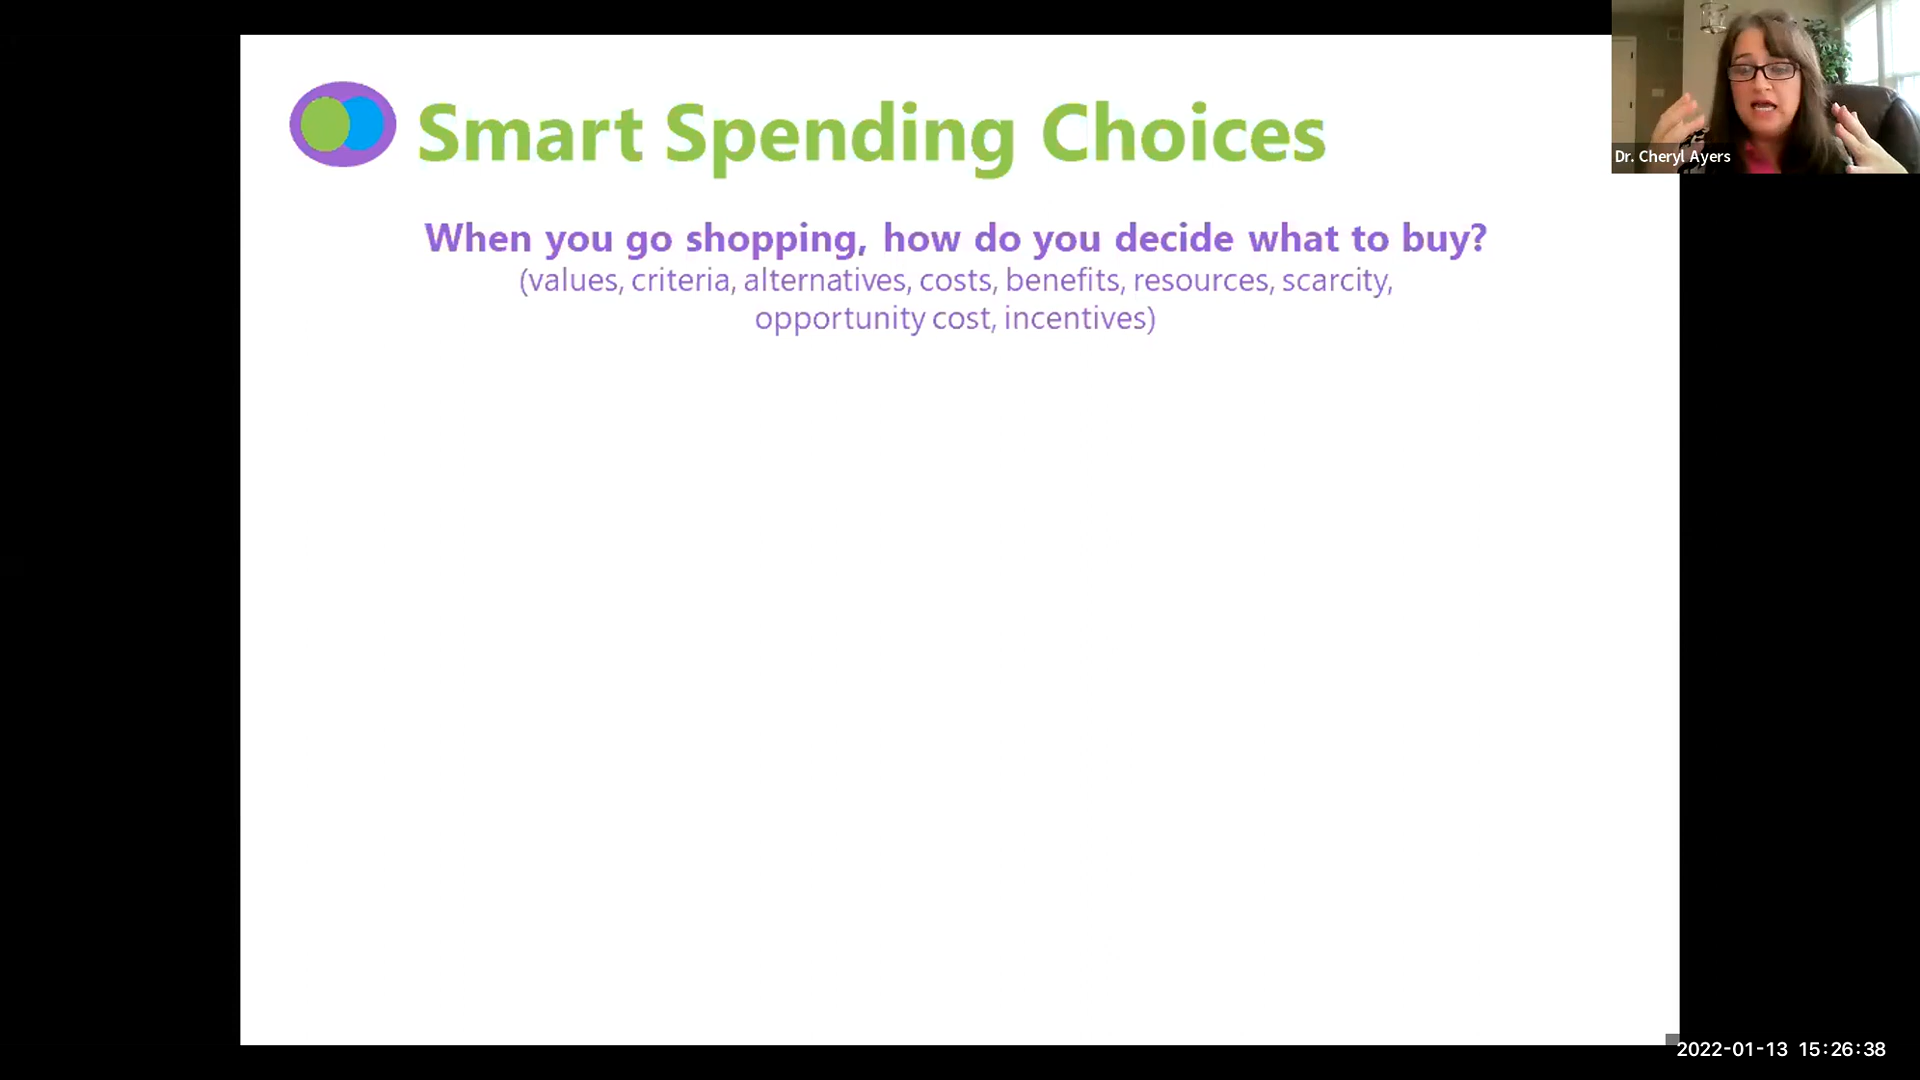 Smart Spending Choices
When you go shopping, how do you decide what to buy?
(values, criteria, alternatives, costs, benefits, resources, scarcity,
opportunity cost, incentives)
Dr. Cheryl Ayers
2022-01-13 15:26:38